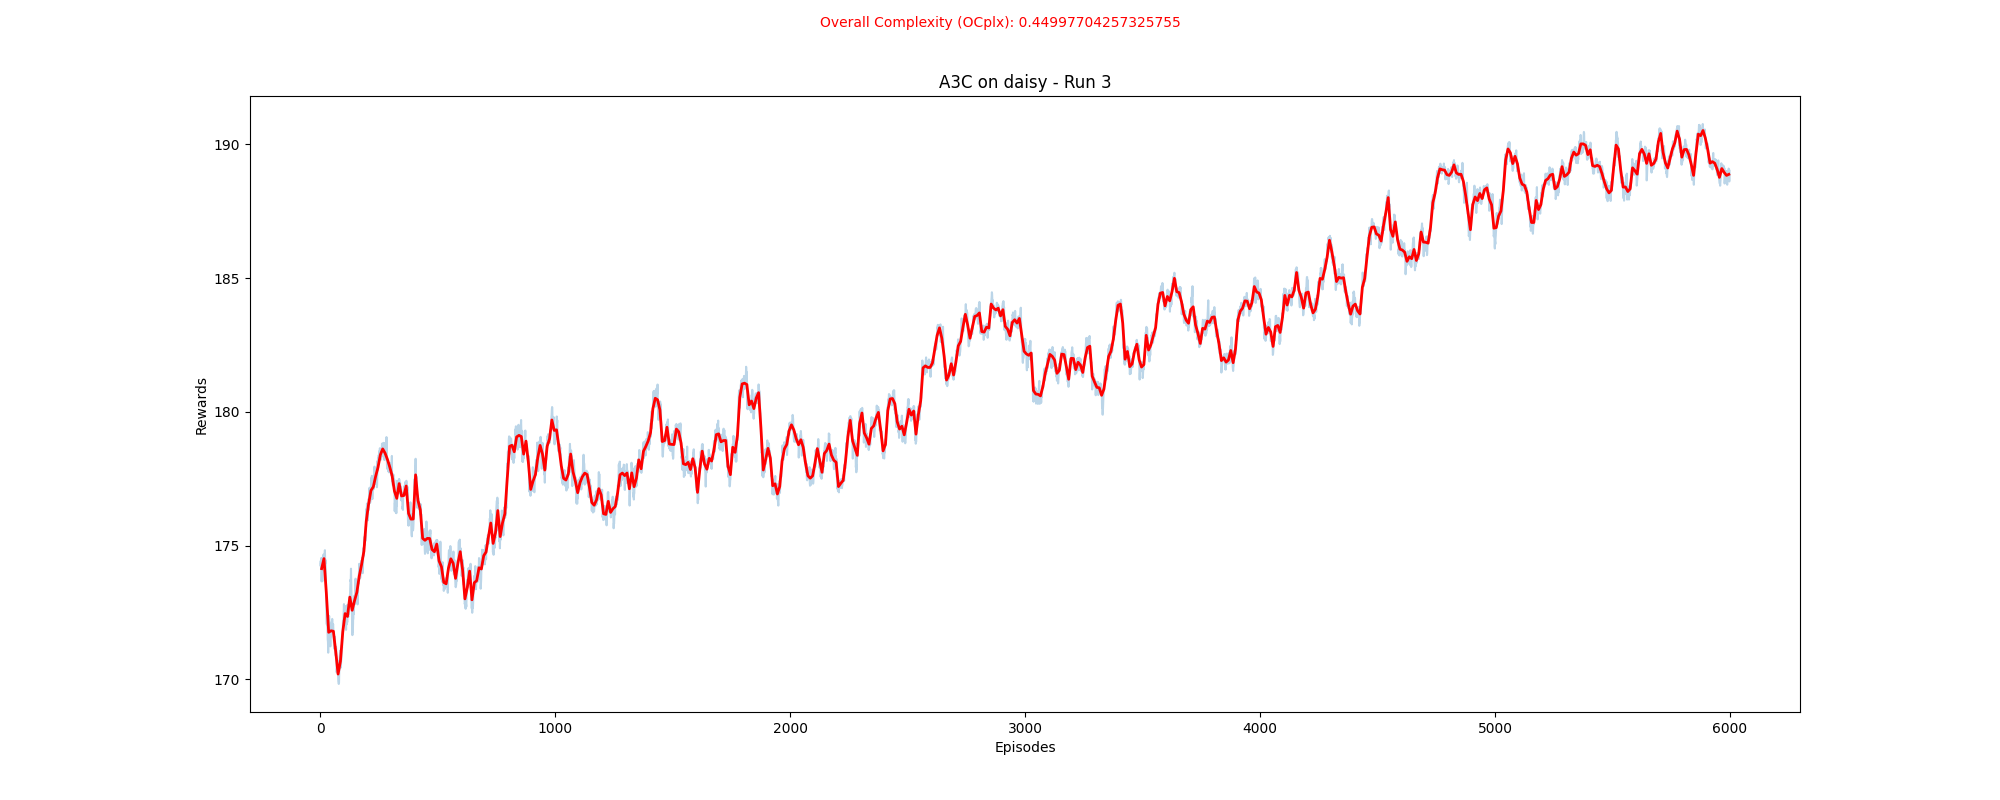 Overall Complexity (OCplx): 0.44997704257325755
A3C on daisy - Run 3
190
185
180
175
170
Rewards
0 1000 2000 3000 4000 5000 6000
Episodes